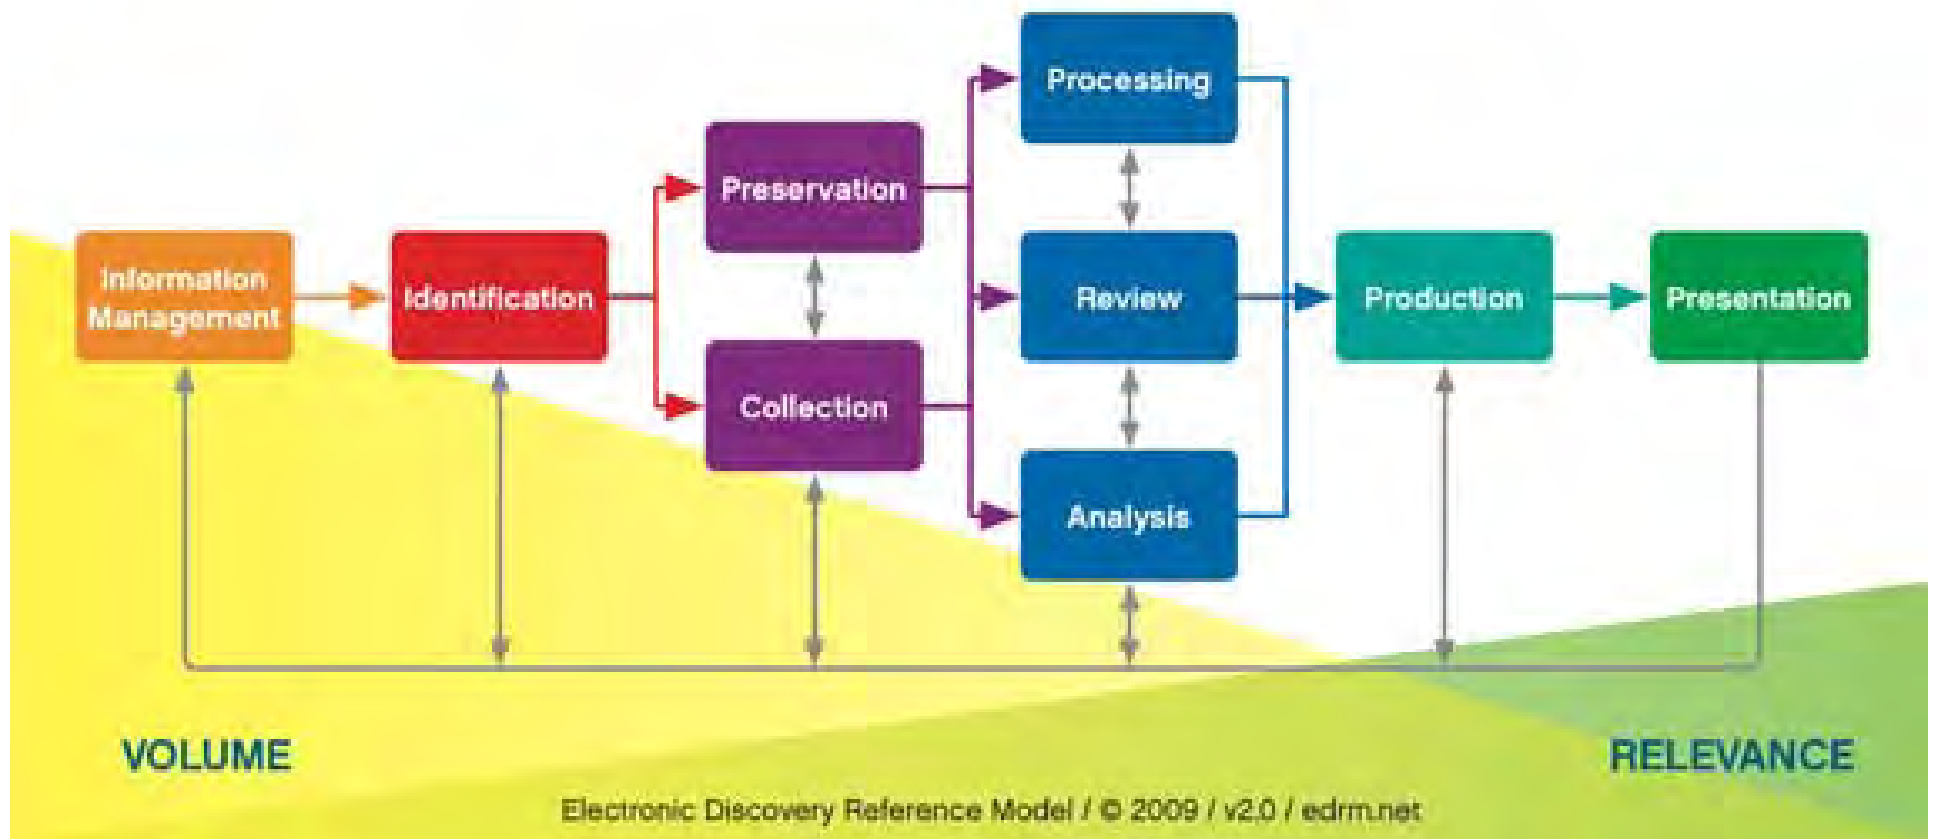 Processing
Preservation
Information
Management
Identification
Review
Production
Presentation
Collection
Analysis
VOLUME
RELEVANCE
Electronic Discovery Reference Model / © 2009 / v2.0 / edrm.net